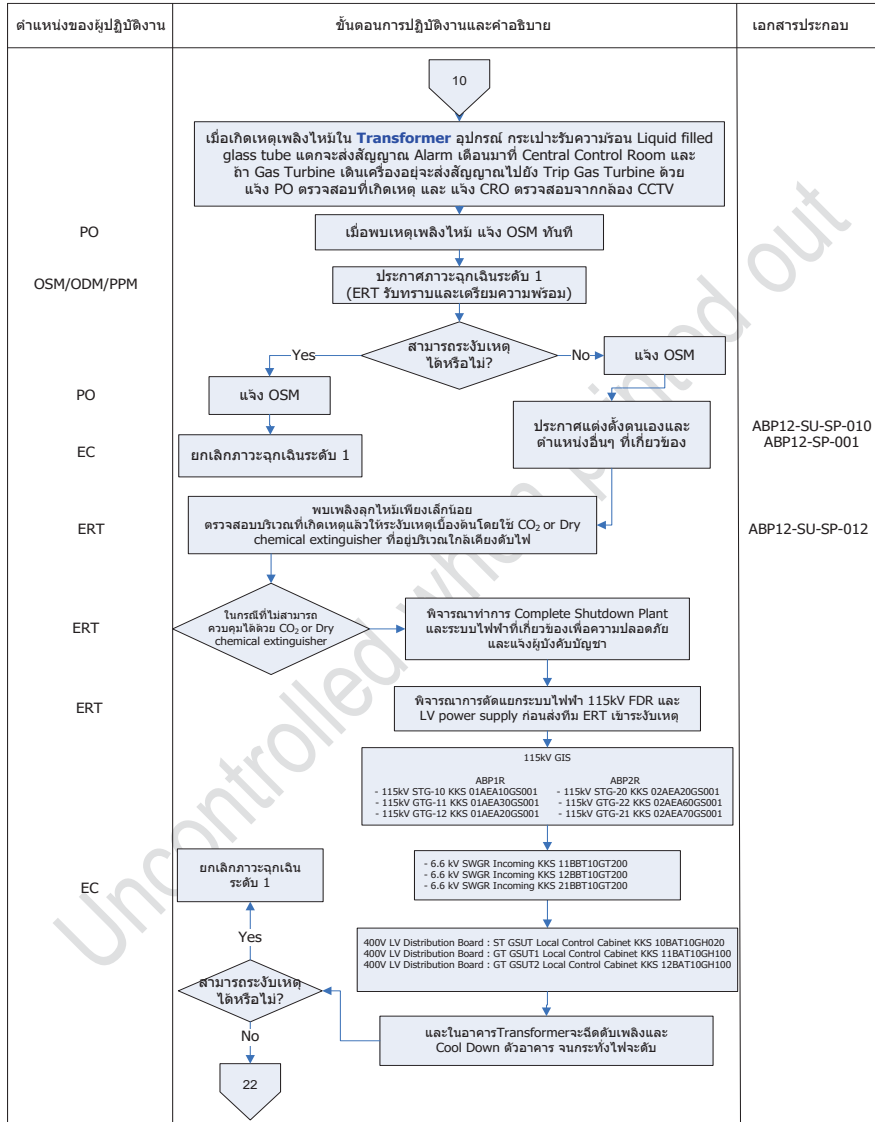 ตำแหน่งของผู้ปฏิบัติงาน
ขั้นตอนการปฏิบัติงานและคำอธิบาย
เอกสารประกอบ
10
เมื่อเกิดเหตุเพลิงไหม้ใน Transformer อุปกรณ์ กระเปาะรับความร้อน Liquid filled
glass tube แตกจะส่งสัญญาณ Alarm เตือนมาที่ Central Control Room และ
ถ้า Gas Turbine เดินเครื่องอยู่จะส่งสัญญาณไปยัง Trip Gas Turbine ด้วย
แจ้ง PO ตรวจสอบที่เกิดเหตุ และ แจ้ง CRO ตรวจสอบจากกล้อง CCTV
PO
เมื่อพบเหตุเพลิงไหม้ แจ้ง OSM ทันที
OSM/ODM/PPM
ประกาศภาวะฉุกเฉินระดับ 1
(ERT รับทราบและเตรียมความพร้อม)
สามารถระงับเหตุ
ได้หรือไม่?
Yes
No
แจ้ง OSM
PO
แจ้ง OSM
ประกาศแต่งตั้งตนเองและ
ตำแหน่งอื่นๆ ที่เกี่ยวข้อง
ABP12-SU-SP-010
ABP12-SP-001
EC
ยกเลิกภาวะฉุกเฉินระดับ 1
ERT
พบเพลิงลุกไหม้เพียงเล็กน้อย
ตรวจสอบบริเวณที่เกิดเหตุแล้วให้ระงับเหตุเบื้องต้นโดยใช้ CO2 or Dry
chemical extinguisher ที่อยู่บริเวณใกล้เคียงดับไฟ
ABP12-SU-SP-012
ERT
ในกรณีที่ไม่สามารถ
ควบคุมได้ด้วย CO2 or Dry
chemical extinguisher
พิจารณาทำการ Complete Shutdown Plant
และระบบไฟฟ้าที่เกี่ยวข้องเพื่อความปลอดภัย
และแจ้งผู้บังคับบัญชา
ERT
พิจารณาการตัดแยกระบบไฟฟ้า 115kV FDR และ
LV power supply ก่อนส่งทีม ERT เข้าระงับเหตุ
115kV GIS
ABP1R ABP2R
- 115kV STG-10 KKS 01AEA10GS001 - 115kV STG-20 KKS 02AEA20GS001
- 115kV GTG-11 KKS 01AEA30GS001 - 115kV GTG-22 KKS 02AEA60GS001
- 115kV GTG-12 KKS 01AEA20GS001 - 115kV GTG-21 KKS 02AEA70GS001
EC
ยกเลิกภาวะฉุกเฉิน
ระดับ 1
- 6.6 kV SWGR Incoming KKS 11BBT10GT200
- 6.6 kV SWGR Incoming KKS 12BBT10GT200
- 6.6 kV SWGR Incoming KKS 21BBT10GT200
Yes
400V LV Distribution Board : ST GSUT Local Control Cabinet KKS 10BAT10GH020
400V LV Distribution Board : GT GSUT1 Local Control Cabinet KKS 11BAT10GH100
400V LV Distribution Board : GT GSUT2 Local Control Cabinet KKS 12BAT10GH100
สามารถระงับเหตุ
ได้หรือไม่?
และในอาคารTransformerจะฉีดดับเพลิงและ
Cool Down ตัวอาคาร จนกระทั่งไฟจะดับ
No
22
Uncontrolled when printed out